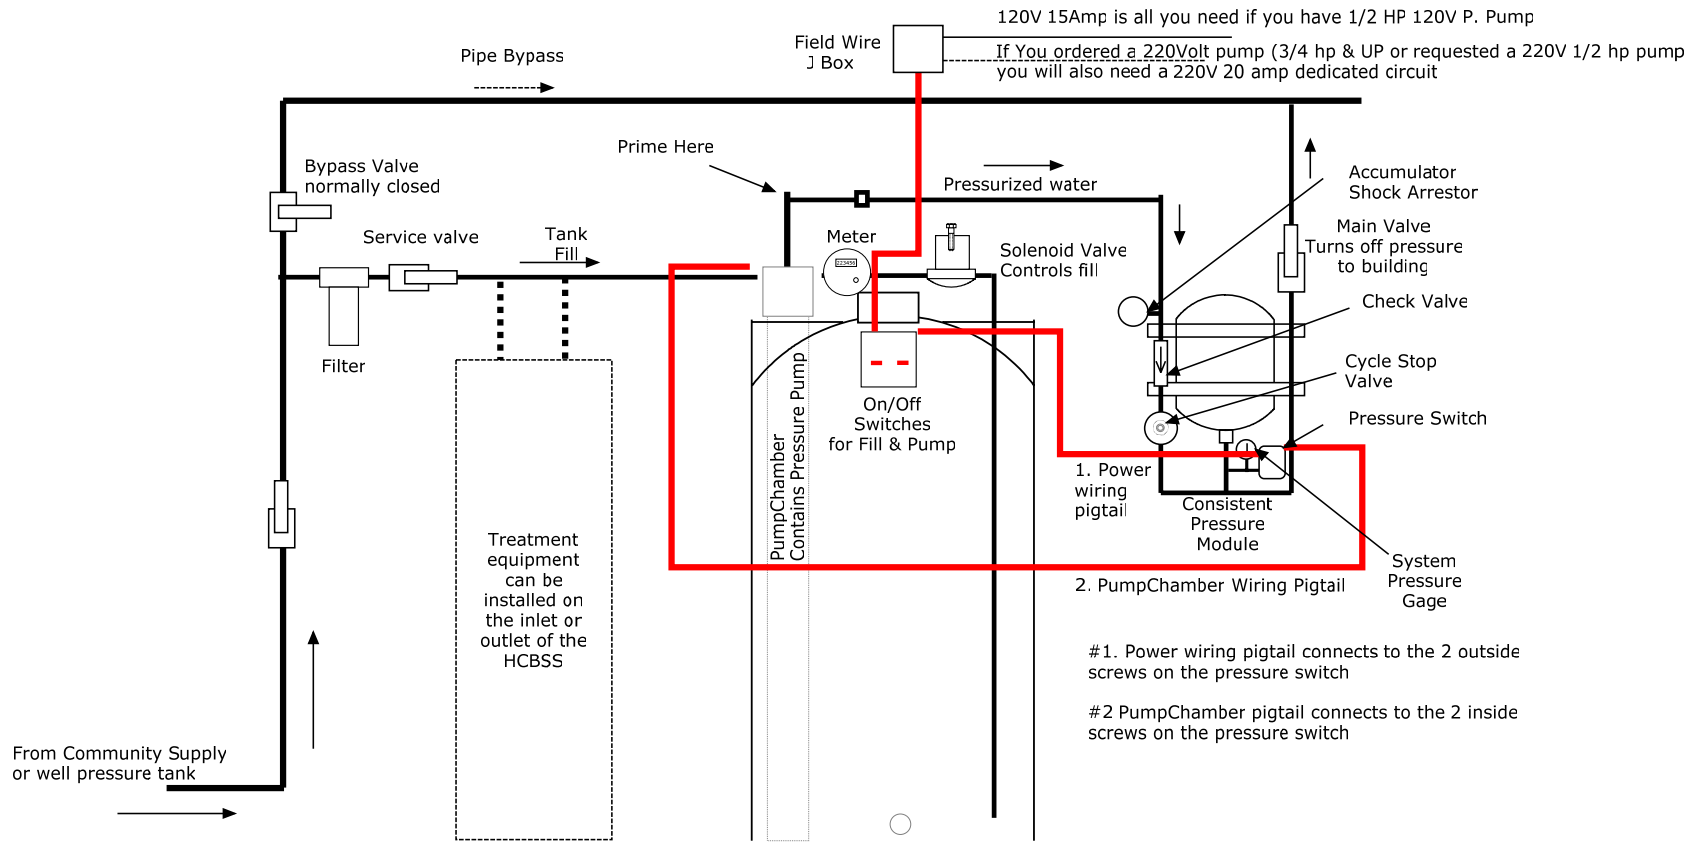 120V 15Amp is all you need if you have 1/2 HP 120V P. Pump
If You ordered a 220Volt pump (3/4 hp & UP or requested a 220V 1/2 hp pump
you will also need a 220V 20 amp dedicated circuit
Field Wire
J Box
Pipe Bypass
Prime Here
Bypass Valve
normally closed
Pressurized water
Accumulator
Shock Arrestor
Service valve
Tank
Fill
Meter
223456
Solenoid Valve
Controls fill
Main Valve
Turns off pressure
to building
Check Valve
Filter
Cycle Stop
Valve
On/Off
Switches
for Fill & Pump
Pressure Switch
PumpChamber
Contains Pressure Pump
1. Power
wiring
pigtail
Consistent
Pressure
Module
Treatment
equipment
can be
installed on
the inlet or
outlet of the
HCBSS
System
Pressure
Gage
2. PumpChamber Wiring Pigtail
#1. Power wiring pigtail connects to the 2 outside
screws on the pressure switch
#2 PumpChamber pigtail connects to the 2 inside
screws on the pressure switch
From Community Supply
or well pressure tank